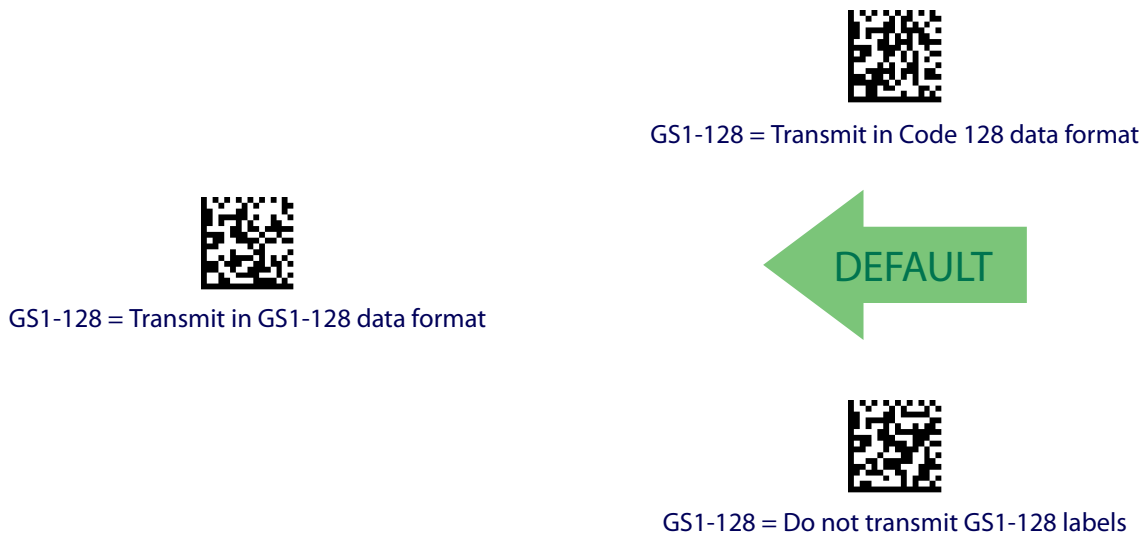 GS1-128 = Transmit in Code 128 data format
DEFAULT
GS1-128 = Transmit in GS1-128 data format
GS1-128 = Do not transmit GS1-128 labels